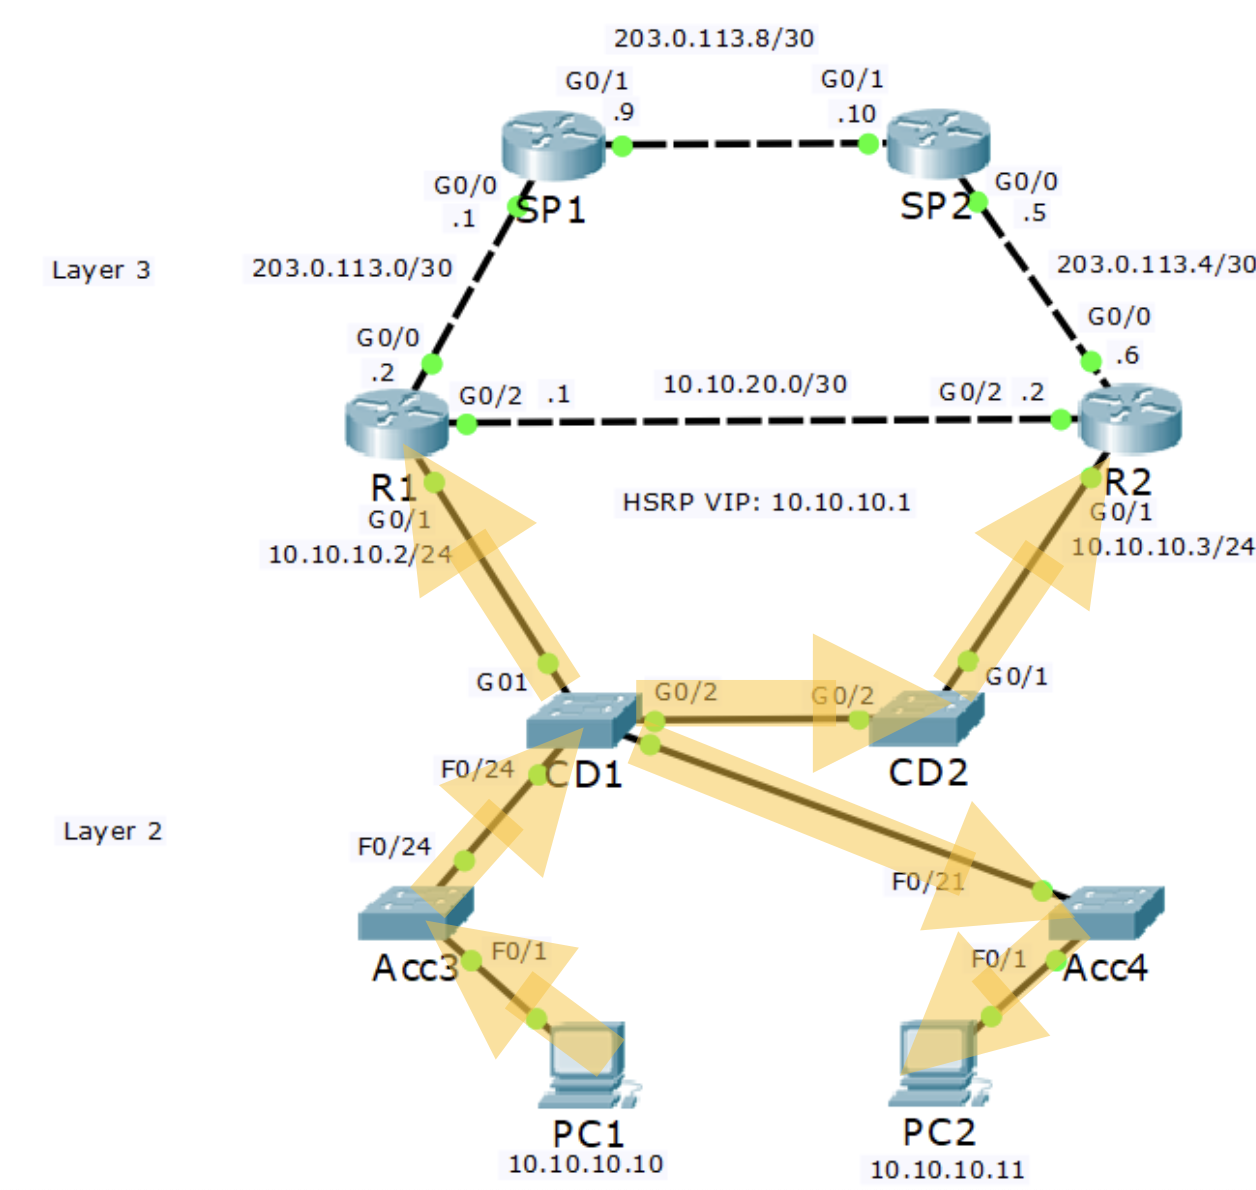 203.0.113.8/30
G0/1
.9
G0/1
.10
SP1
SP2
G0/0
.1
G0/0
.5
Layer 3
203.0.113.0/30
203.0.113.4/30
G0/0
.2
G0/0
.6
G0/2 .1
10.10.20.0/30
G0/2 .2
R1
G0/1
10.10.10.2/24
HSRP VIP: 10.10.10.1
R2
G0/1
10.10.10.3/24
G01
G0/2
G0/2
G0/1
CD1
CD2
F0/24
Layer 2
F0/24
F0/21
Acc3
F0/1
F0/1
Acc4
PC1
10.10.10.10
PC2
10.10.10.11